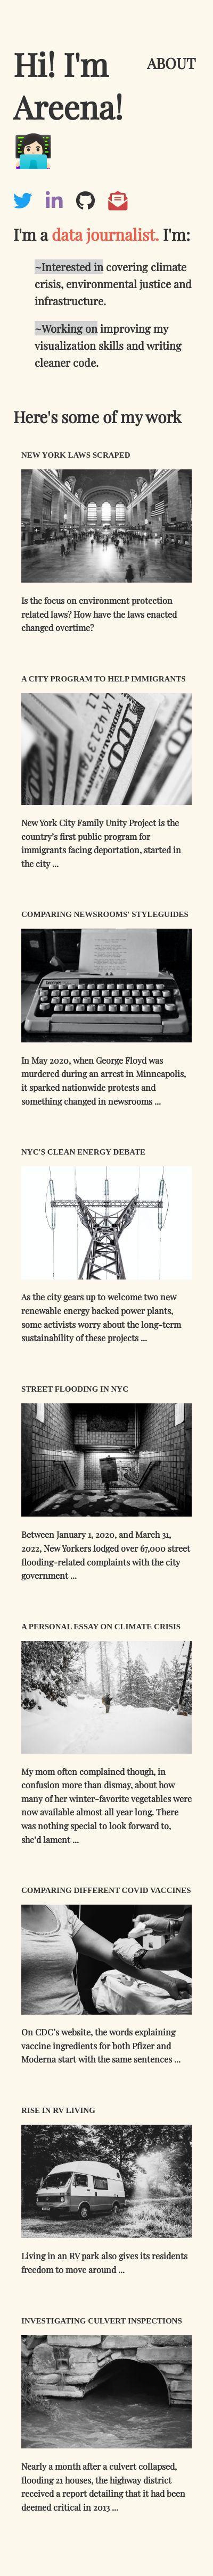 Hi! I'm
Areena!
ABOUT
I'm a data journalist. I'm:
~Interested in covering climate
crisis, environmental justice and
infrastructure.
~Working on improving my
visualization skills and writing
cleaner code.
Here's some of my work
NEW YORK LAWS SCRAPED
Is the focus on environment protection
related laws? How have the laws enacted
changed overtime?
A CITY PROGRAM TO HELP IMMIGRANTS
New York City Family Unity Project is the
country's first public program for
immigrants facing deportation, started in
the city ...
COMPARING NEWSROOMS' STYLEGUIDES
In May 2020, when George Floyd was
murdered during an arrest in Minneapolis,
it sparked nationwide protests and
something changed in newsrooms ...
NYC'S CLEAN ENERGY DEBATE
As the city gears up to welcome two new
renewable energy backed power plants,
some activists worry about the long-term
sustainability of these projects ...
STREET FLOODING IN NYC
Between January 1, 2020, and March 31,
2022, New Yorkers lodged over 67,000 street
flooding-related complaints with the city
government ...
A PERSONAL ESSAY ON CLIMATE CRISIS
My mom often complained though, in
confusion more than dismay, about how
many of her winter-favorite vegetables were
now available almost all year long. There
was nothing special to look forward to,
she'd lament ...
COMPARING DIFFERENT COVID VACCINES
On CDC's website, the words explaining
vaccine ingredients for both Pfizer and
Moderna start with the same sentences ...
RISE IN RV LIVING
Living in an RV park also gives its residents
freedom to move around ...
INVESTIGATING CULVERT INSPECTIONS
Nearly a month after a culvert collapsed,
flooding 21 houses, the highway district
received a report detailing that it had been
deemed critical in 2013 ...